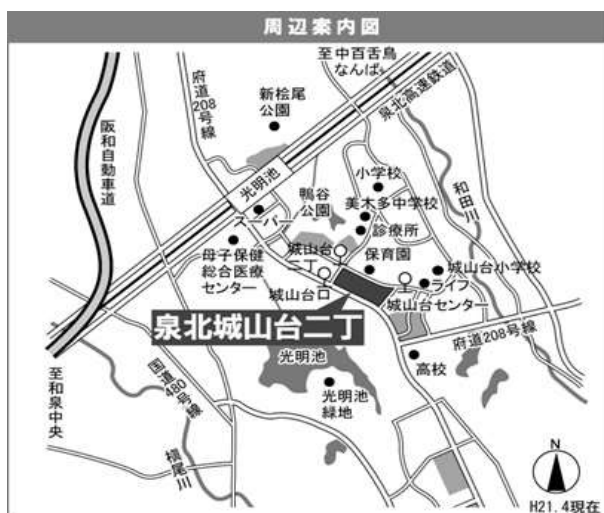 周辺案内図
至中百舌鳥
なんば
泉北高速鉄道
府道
208
号線
新桧尾
公園
阪和自動車道
光明池
鴨谷
公園
小学校
美木多中学校
診療所
和田川
スーパー
母子保健
総合医療
センター
城山台
二丁
保育園
城山台小学校
ライフ
城山台口
城山台センター
泉北城山台二丁
府道208号線
光明池
高校
光明池
緑地
至和泉中央
国道
480
号線
槇尾川
N
H21.4現在